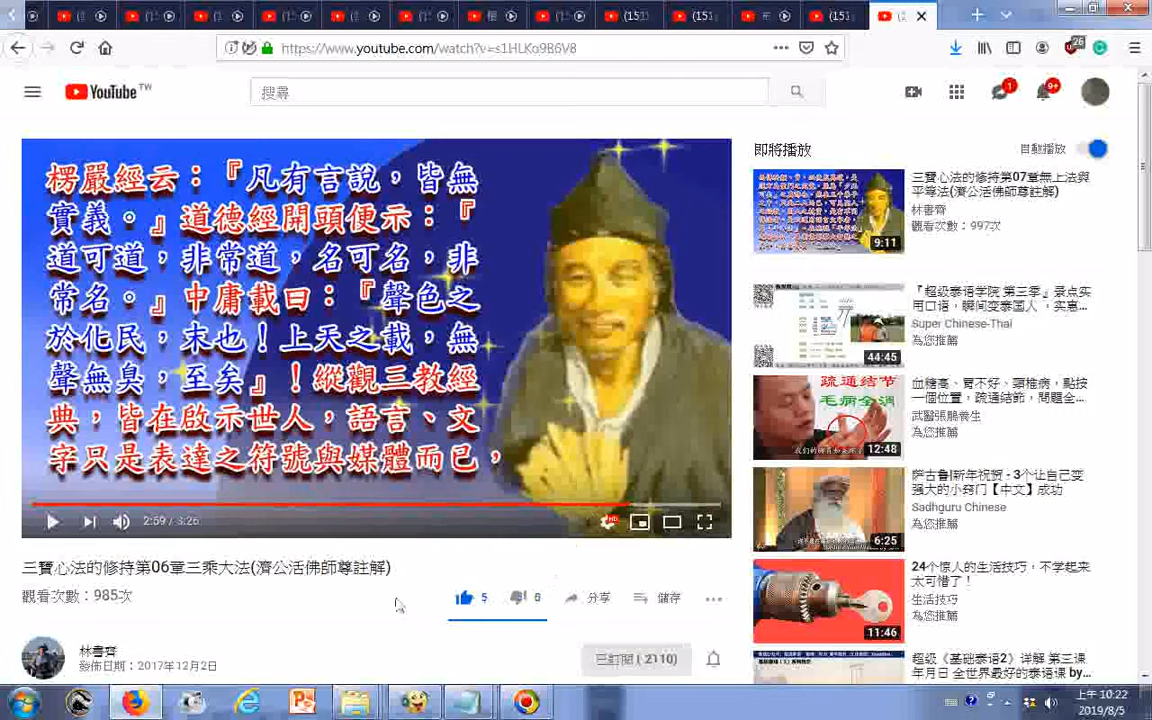 https://www.youtube.com/watch?v=s1HLKo9B6V8
26
YouTube TW
搜尋
1
9+
楞嚴經云：『凡有言說，皆無
實義。』道德經開頭便示：『
道可道，非常道，名可名，非
常名。』中庸載曰：『聲色之
於化民，末也！上天之載，無
聲無臭，至矣』！縱觀三教經
典，皆在啟示世人，語言、文
字只是表達之符號與媒體而已，
2:59 / 3:26
HD
三寶心法的修持第06章三乘大法(濟公活佛師尊註解)
觀看次數：985次
5
6
分享
儲存
林書齊
發佈日期：2017年12月2日
已訂閱 (2110)
即將播放
自動播放
9:11
三寶心法的修持第07章無上法與
平等法(濟公活佛師尊註解)
林書齊
觀看次數：997次
44:45
『超级泰语学院 第三季』景点实
用口语，瞬间变泰国人，实惠...
Super Chinese-Thai
為您推薦
疏通结节
毛病全消
12:48
血糖高、胃不好、頸椎病，點按
一個位置，疏通結節，問題全...
武醫張鵬養生
為您推薦
6:25
萨古鲁|新年祝贺 - 3个让自己变
强大的小窍门【中文】成功
Sadhguru Chinese
為您推薦
11:46
24个惊人的生活技巧，不学起来
太可惜了！
生活技巧
為您推薦
超级《基础泰语2》详解 第三课
年月日 全世界最好的泰语课 by...
上午 10:22
2019/8/5